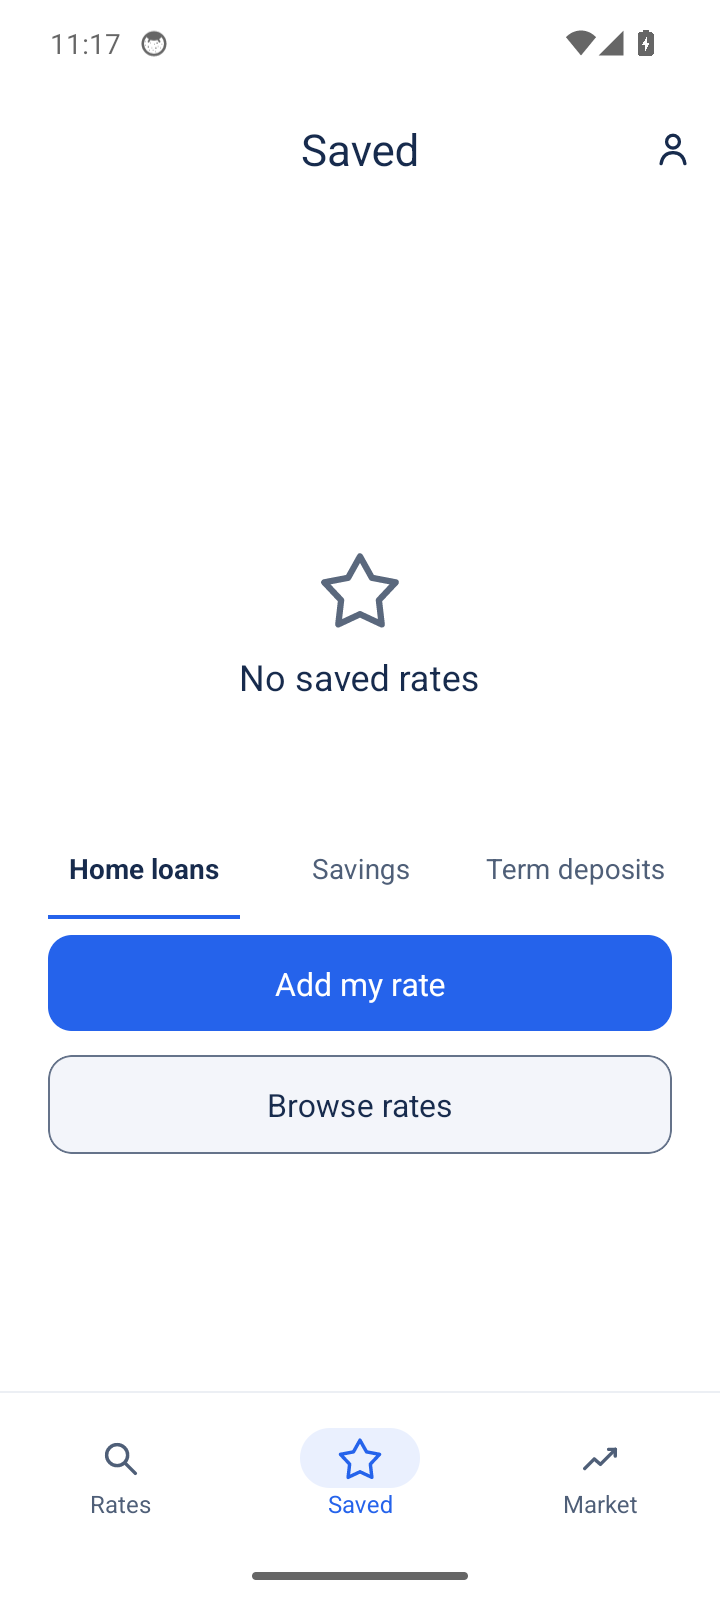 11:17
Saved
No saved rates
Home loans Savings Term deposits
Add my rate
Browse rates
Rates Saved Market